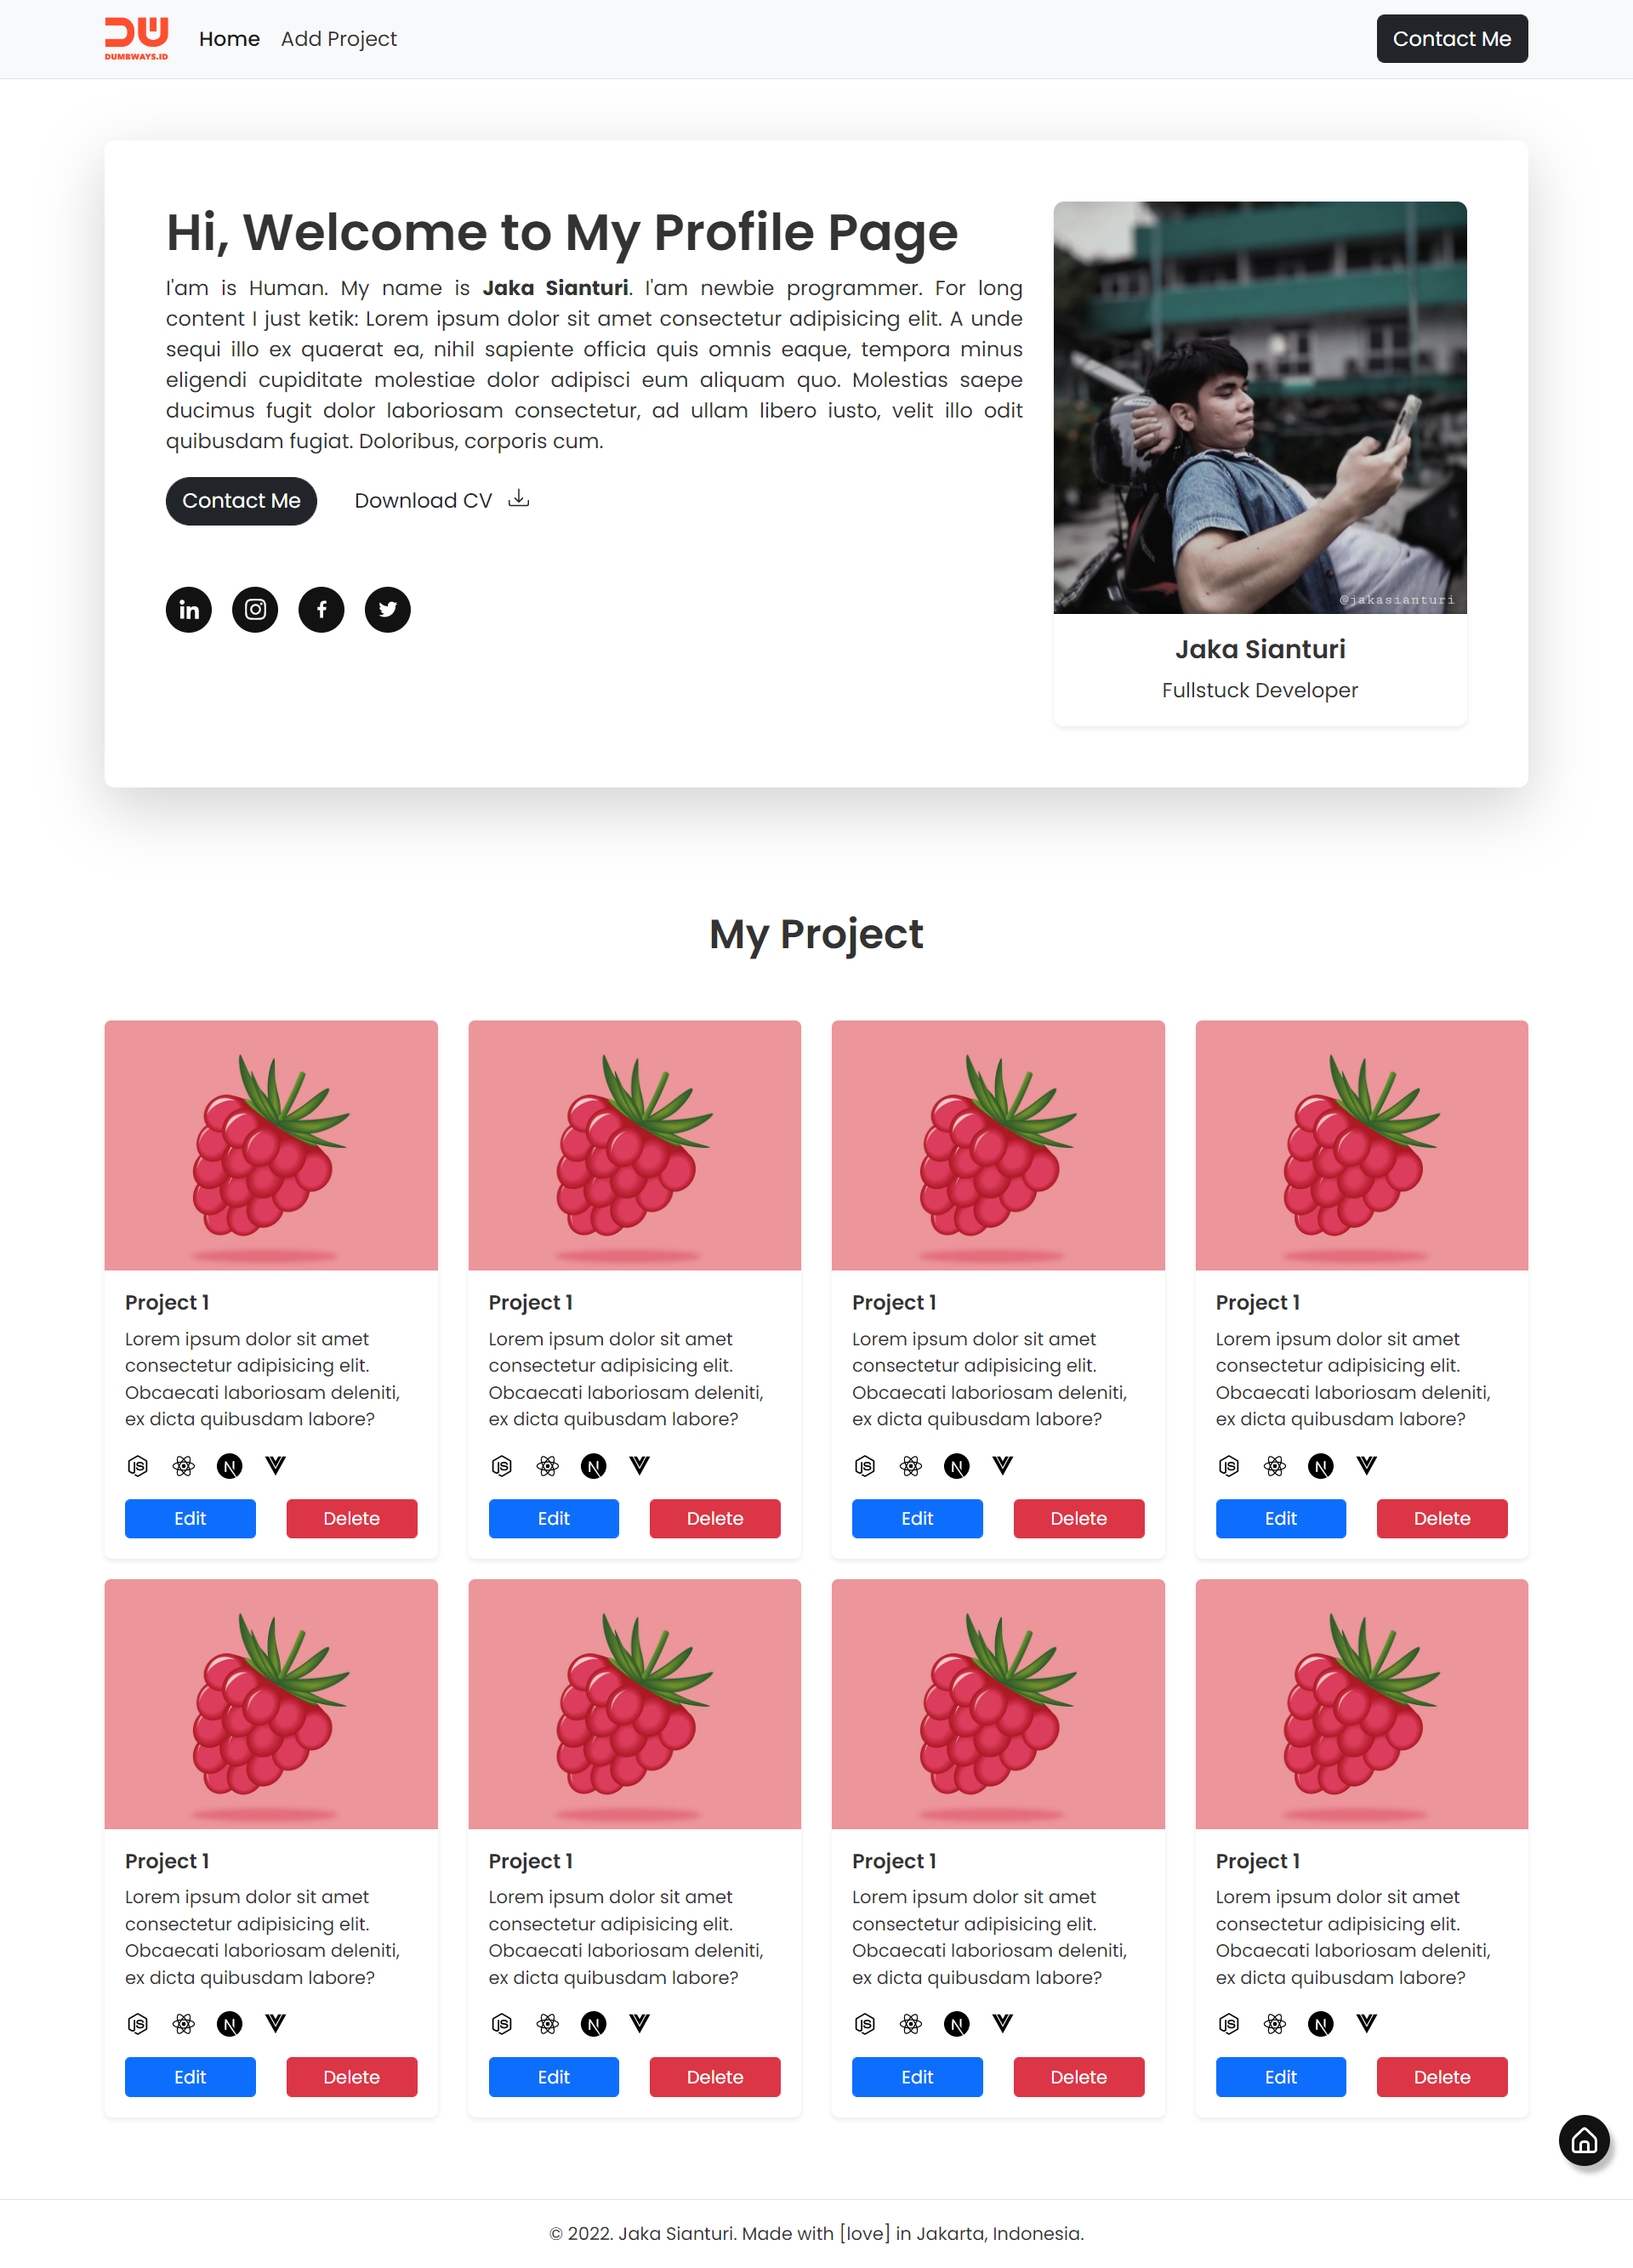 DW
DUMBWAYS.ID
Home
Add Project
Contact Me
Hi, Welcome to My Profile Page
I'am is Human. My name is Jaka Sianturi. I'am newbie programmer. For long
content I just ketik: Lorem ipsum dolor sit amet consectetur adipisicing elit. A unde
sequi illo ex quaerat ea, nihil sapiente officia quis omnis eaque, tempora minus
eligendi cupiditate molestiae dolor adipisci eum aliquam quo. Molestias saepe
ducimus fugit dolor laboriosam consectetur, ad ullam libero iusto, velit illo odit
quibusdam fugiat. Doloribus, corporis cum.
Contact Me
Download CV
@jakasianturi
Jaka Sianturi
Fullstuck Developer
My Project
Project 1
Lorem ipsum dolor sit amet
consectetur adipisicing elit.
Obcaecati laboriosam deleniti,
ex dicta quibusdam labore?
Edit
Delete
Project 1
Lorem ipsum dolor sit amet
consectetur adipisicing elit.
Obcaecati laboriosam deleniti,
ex dicta quibusdam labore?
Edit
Delete
Project 1
Lorem ipsum dolor sit amet
consectetur adipisicing elit.
Obcaecati laboriosam deleniti,
ex dicta quibusdam labore?
Edit
Delete
Project 1
Lorem ipsum dolor sit amet
consectetur adipisicing elit.
Obcaecati laboriosam deleniti,
ex dicta quibusdam labore?
Edit
Delete
Project 1
Lorem ipsum dolor sit amet
consectetur adipisicing elit.
Obcaecati laboriosam deleniti,
ex dicta quibusdam labore?
Edit
Delete
Project 1
Lorem ipsum dolor sit amet
consectetur adipisicing elit.
Obcaecati laboriosam deleniti,
ex dicta quibusdam labore?
Edit
Delete
Project 1
Lorem ipsum dolor sit amet
consectetur adipisicing elit.
Obcaecati laboriosam deleniti,
ex dicta quibusdam labore?
Edit
Delete
Project 1
Lorem ipsum dolor sit amet
consectetur adipisicing elit.
Obcaecati laboriosam deleniti,
ex dicta quibusdam labore?
Edit
Delete
© 2022. Jaka Sianturi. Made with [love] in Jakarta, Indonesia.